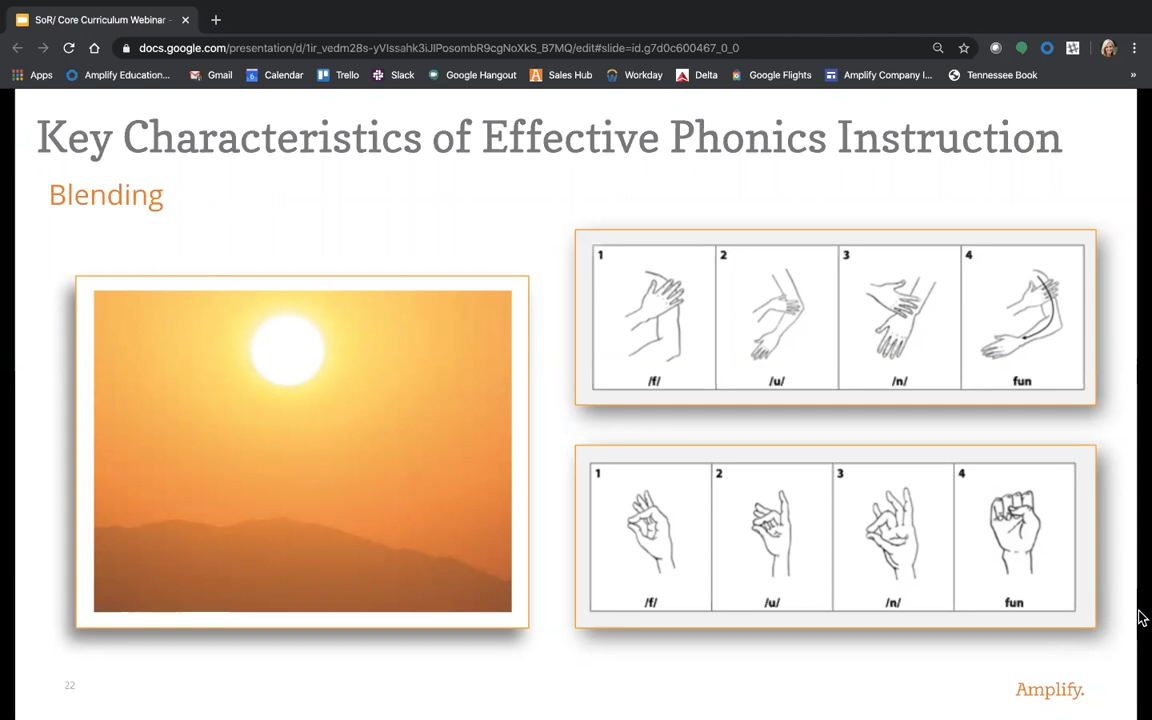 SoR/ Core Curriculum Webinar -
docs.google.com/presentation/d/1ir_vedm28s-yVIssahk3iJlPosombR9cgNoXkS_B7MQ/edit#slide=id.g7d0c600467_0_0
Apps Amplify Education... Gmail Calendar Trello Slack Google Hangout Sales Hub Workday Delta Google Flights Amplify Company I... Tennessee Book »
Key Characteristics of Effective Phonics Instruction
Blending
1 2 3 4
/f/ /u/ /n/ fun
1 2 3 4
/f/ /u/ /n/ fun
22
Amplify.